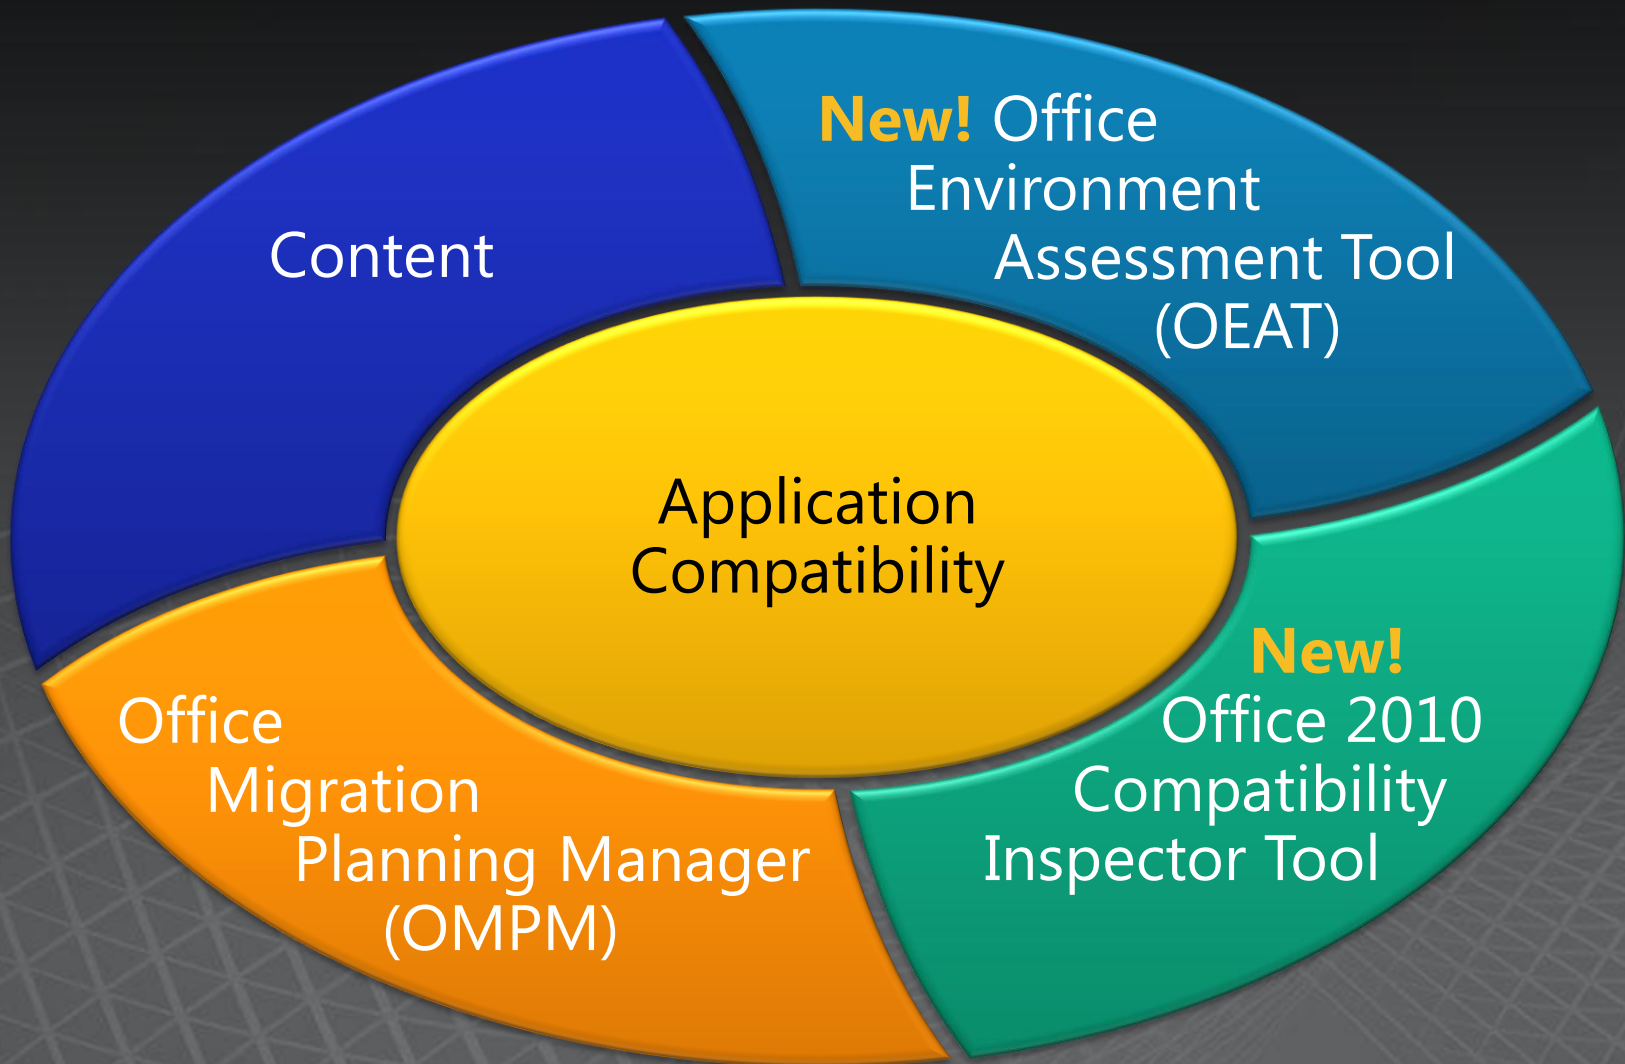 Content
New! Office
Environment
Assessment Tool
(OEAT)
Application
Compatibility
Office
Migration
Planning Manager
(OMPM)
New!
Office 2010
Compatibility
Inspector Tool